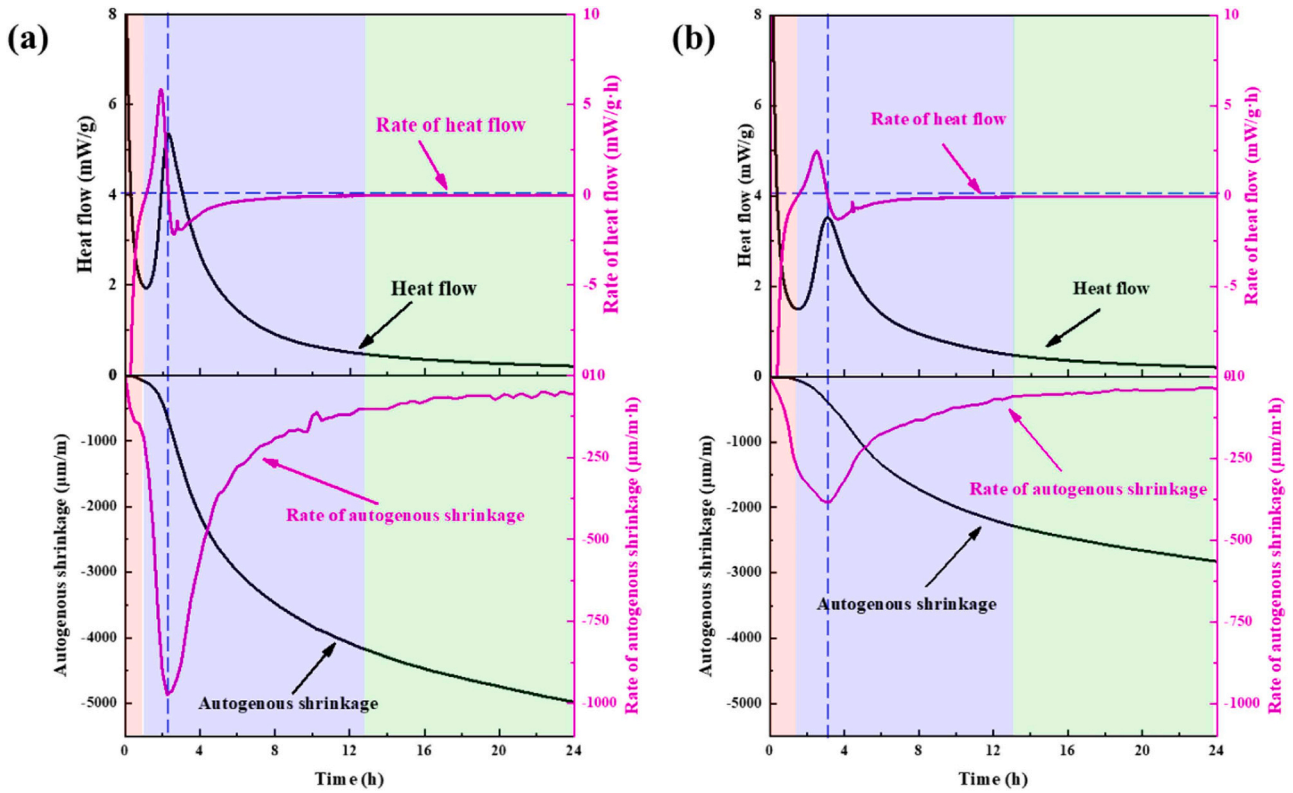 (a)
Heat flow (mW/g)
8
6
4
2
0
10
5
0
-5
-10
Rate of heat flow (mW/g·h)
Rate of heat flow
Heat flow
Autogenous shrinkage (μm/m)
-1000
-2000
-3000
-4000
-5000
0
-250
-500
-750
-1000
Rate of autogenous shrinkage (μm/m·h)
Rate of autogenous shrinkage
Autogenous shrinkage
0 4 8 12 16 20 24
Time (h)
(b)
Heat flow (mW/g)
8
6
4
2
0
10
5
0
-5
-10
Rate of heat flow (mW/g·h)
Rate of heat flow
Heat flow
Autogenous shrinkage (μm/m)
-1000
-2000
-3000
-4000
-5000
0
-250
-500
-750
-1000
Rate of autogenous shrinkage (μm/m·h)
Rate of autogenous shrinkage
Autogenous shrinkage
0 4 8 12 16 20 24
Time (h)